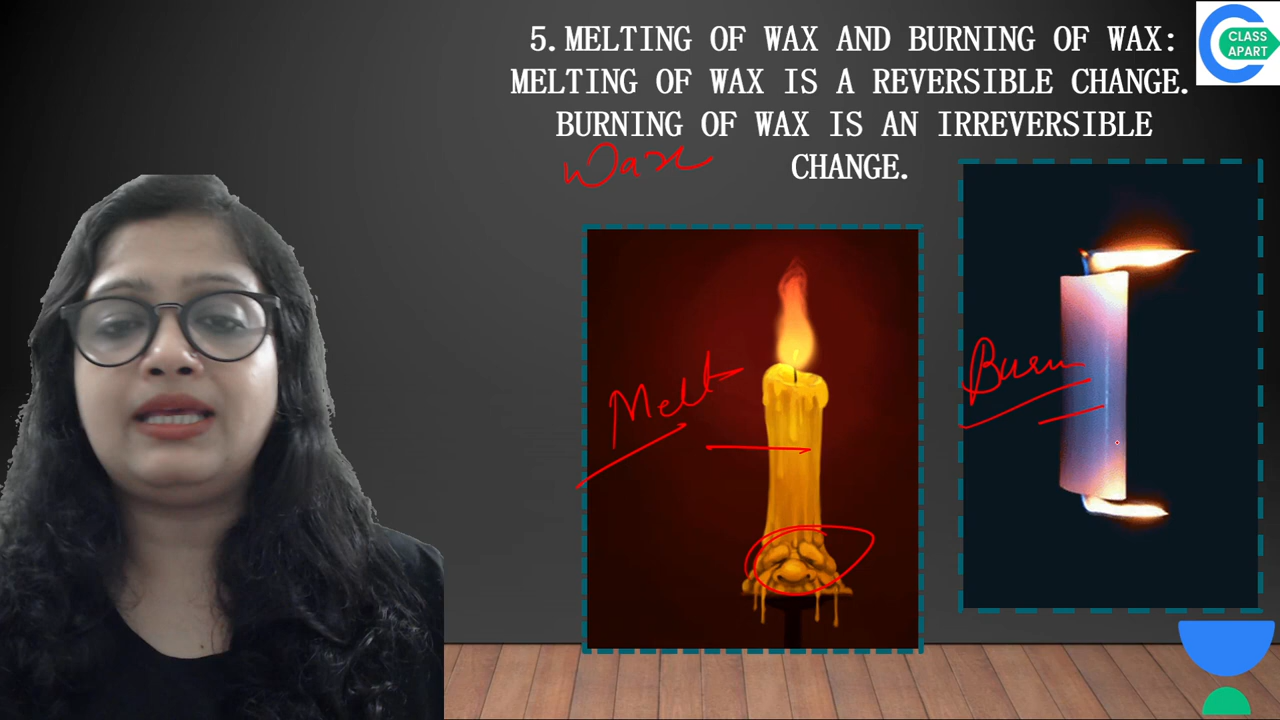 5. MELTING OF WAX AND BURNING OF WAX:
MELTING OF WAX IS A REVERSIBLE CHANGE.
BURNING OF WAX IS AN IRREVERSIBLE
CHANGE.
CLASS
APART
Wax
Melt
Burn